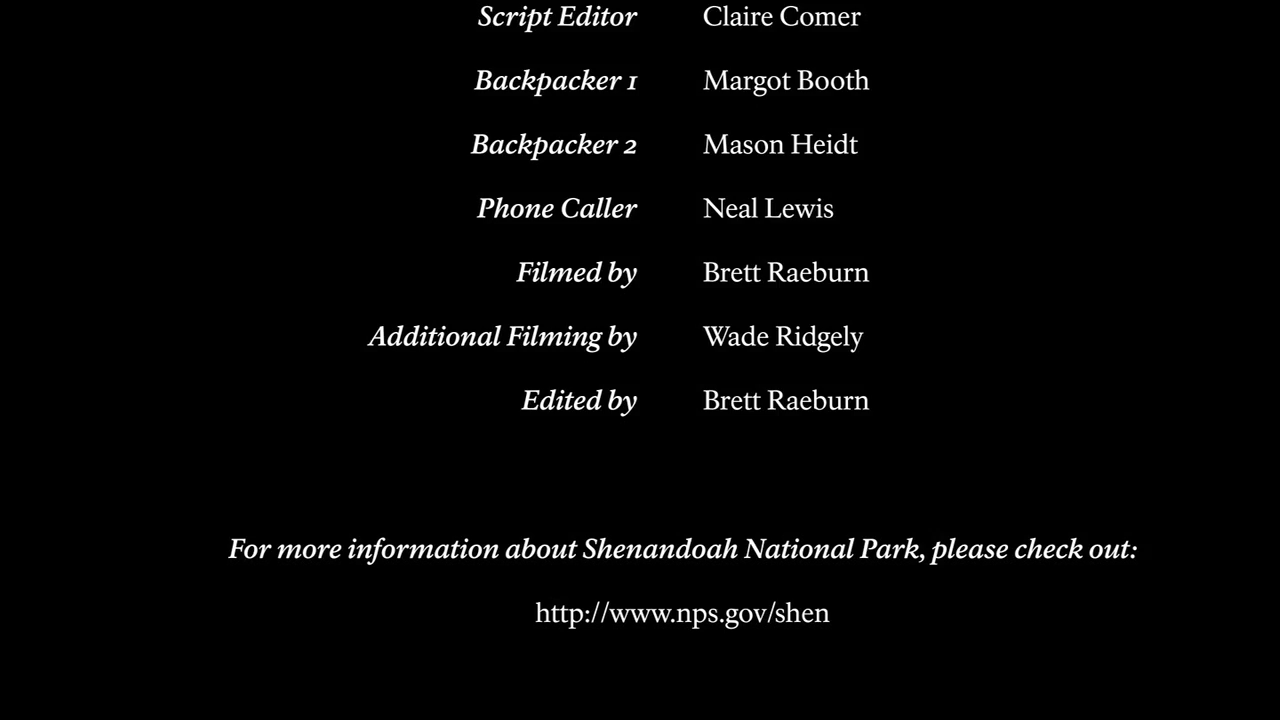 Script Editor Claire Comer
Backpacker 1 Margot Booth
Backpacker 2 Mason Heidt
Phone Caller Neal Lewis
Filmed by Brett Raeburn
Additional Filming by Wade Ridgely
Edited by Brett Raeburn
For more information about Shenandoah National Park, please check out:
http://www.nps.gov/shen